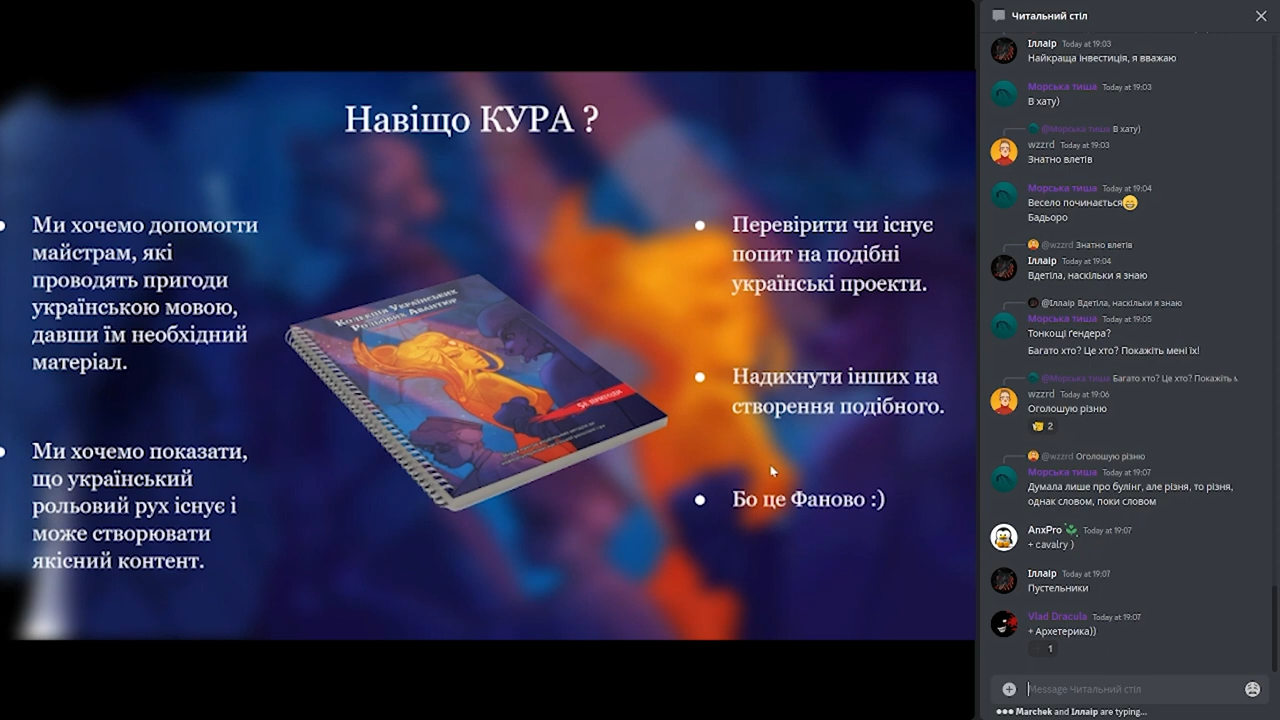 Навіщо КУРА ?
Ми хочемо допомогти
майстрам, які
проводять пригоди
українською мовою,
давши їм необхідний
матеріал.
Ми хочемо показати,
що український
рольовий рух існує і
може створювати
якісний контент.
Колекція Українських
Рольових Авантюр
Перевірити чи існує
попит на подібні
українські проекти.
Надихнути інших на
створення подібного.
Бо це Фаново :)
Читальний стіл
Іллаір Today at 19:03
Найкраща інвестиція, я вважаю
Морська тиша Today at 19:03
В хату)
@Морська тиша В хату)
wzzrd Today at 19:03
Знатно влетів
Морська тиша Today at 19:04
Весело починається
Бадьоро
@wzzrd Знатно влетів
Іллаір Today at 19:04
Вдетіла, наскільки я знаю
@Іллаір Вдетіла, наскільки я знаю
Морська тиша Today at 19:05
Тонкощі ґендера?
Багато хто? Це хто? Покажіть мені їх!
@Морська тиша Багато хто? Це хто? Покажіть м
wzzrd Today at 19:06
Оголошую різню
2
@wzzrd Оголошую різню
Морська тиша Today at 19:07
Думала лише про булінг, але різня, то різня,
однак словом, поки словом
AnxPro Today at 19:07
+ cavalry )
Іллаір Today at 19:07
Пустельники
Vlad Dracula Today at 19:07
+ Архетерика))
1
Message Читальний стіл
Marchek and Іллаір are typing...